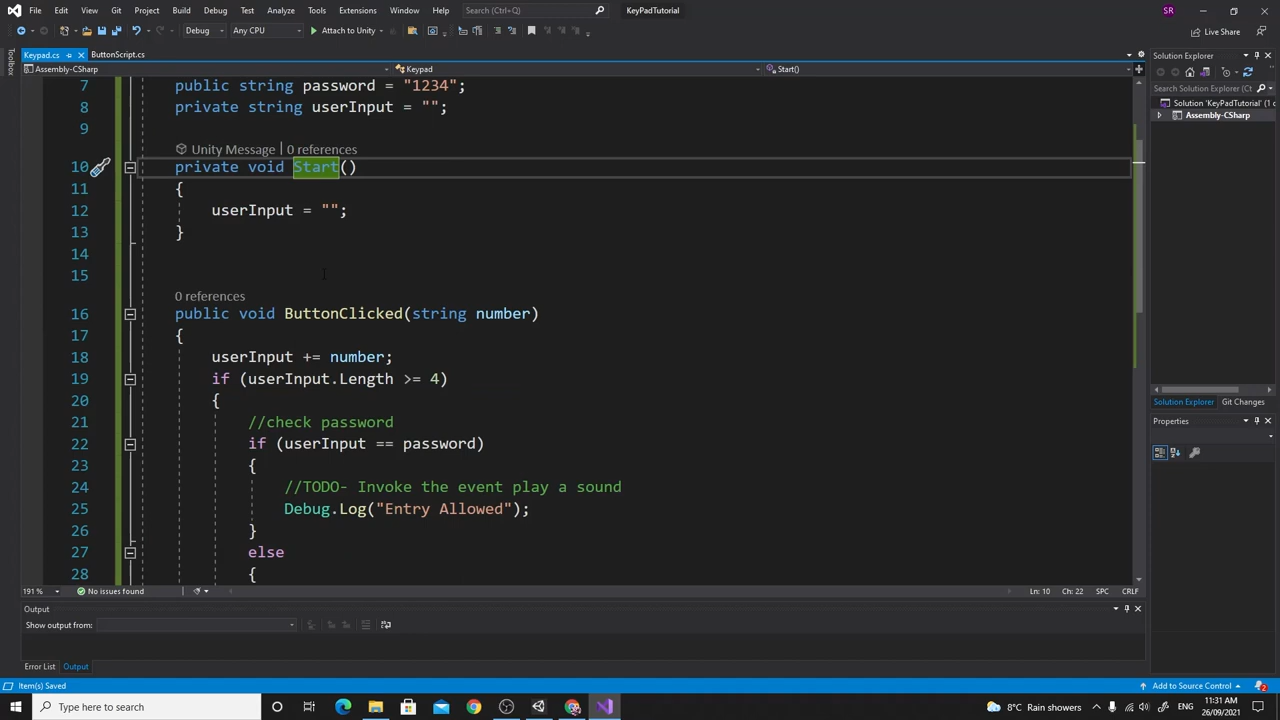 File Edit View Git Project Build Debug Test Analyze Tools Extensions Window Help Search (Ctrl+Q) KeyPadTutorial SR
Debug Any CPU Attach to Unity Live Share
Keypad.cs ButtonScript.cs
Assembly-CSharp Keypad Start()
Toolbox
7 public string password = "1234";
8 private string userInput = "";
9
Unity Message | 0 references
10 private void Start()
11 {
12 userInput = "";
13 }
14
15
0 references
16 public void ButtonClicked(string number)
17 {
18 userInput += number;
19 if (userInput.Length >= 4)
20 {
21 //check password
22 if (userInput == password)
23 {
24 //TODO- Invoke the event play a sound
25 Debug.Log("Entry Allowed");
26 }
27 else
28 {
191 % No issues found Ln: 10 Ch: 22 SPC CRLF
Solution Explorer
Search Solution Explorer (Ctrl
Solution 'KeyPadTutorial' (1 o
Assembly-CSharp
Solution Explorer Git Changes
Properties
Output
Show output from:
Error List Output
Item(s) Saved Add to Source Control 2
Type here to search 8°C Rain showers ENG 11:31 AM
26/09/2021 2